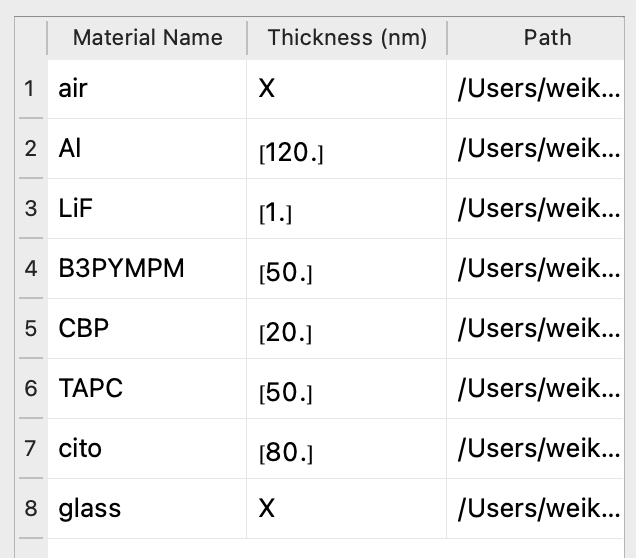 Material Name Thickness (nm) Path
1 air X /Users/weik...
2 Al [120.] /Users/weik...
3 LiF [1.] /Users/weik...
4 B3PYMPM [50.] /Users/weik...
5 CBP [20.] /Users/weik...
6 TAPC [50.] /Users/weik...
7 cito [80.] /Users/weik...
8 glass X /Users/weik...